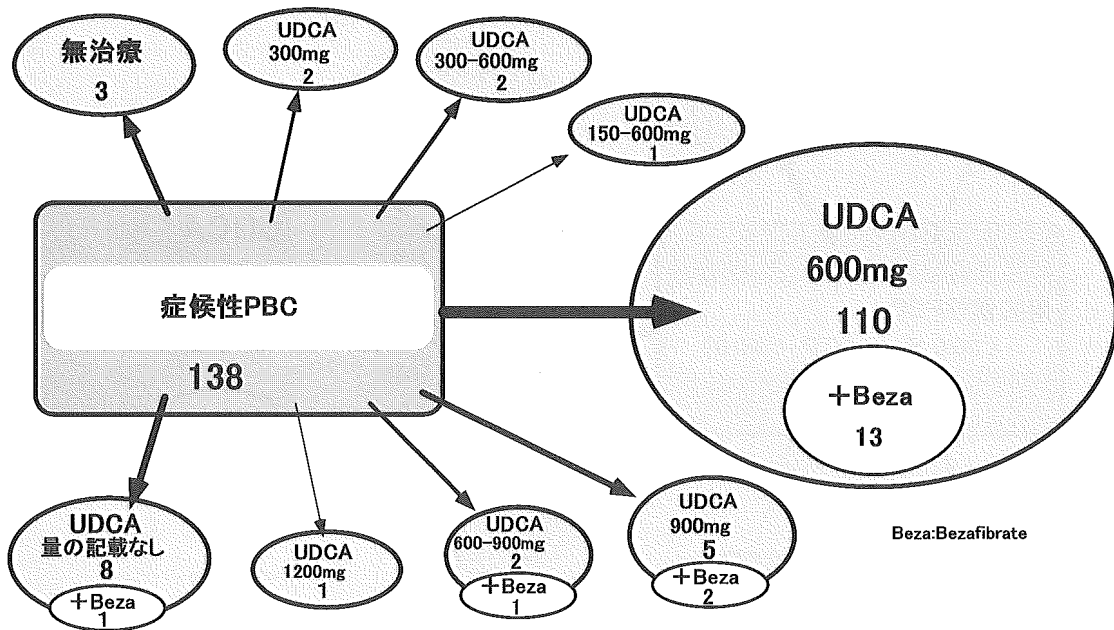 無治療
3
UDCA
300mg
2
UDCA
300-600mg
2
UDCA
150-600mg
1
症候性PBC
138
UDCA
600mg
110
＋Beza
13
UDCA
量の記載なし
8
＋Beza
1
UDCA
1200mg
1
UDCA
600-900mg
2
＋Beza
1
UDCA
900mg
5
＋Beza
2
Beza:Bezafibrate